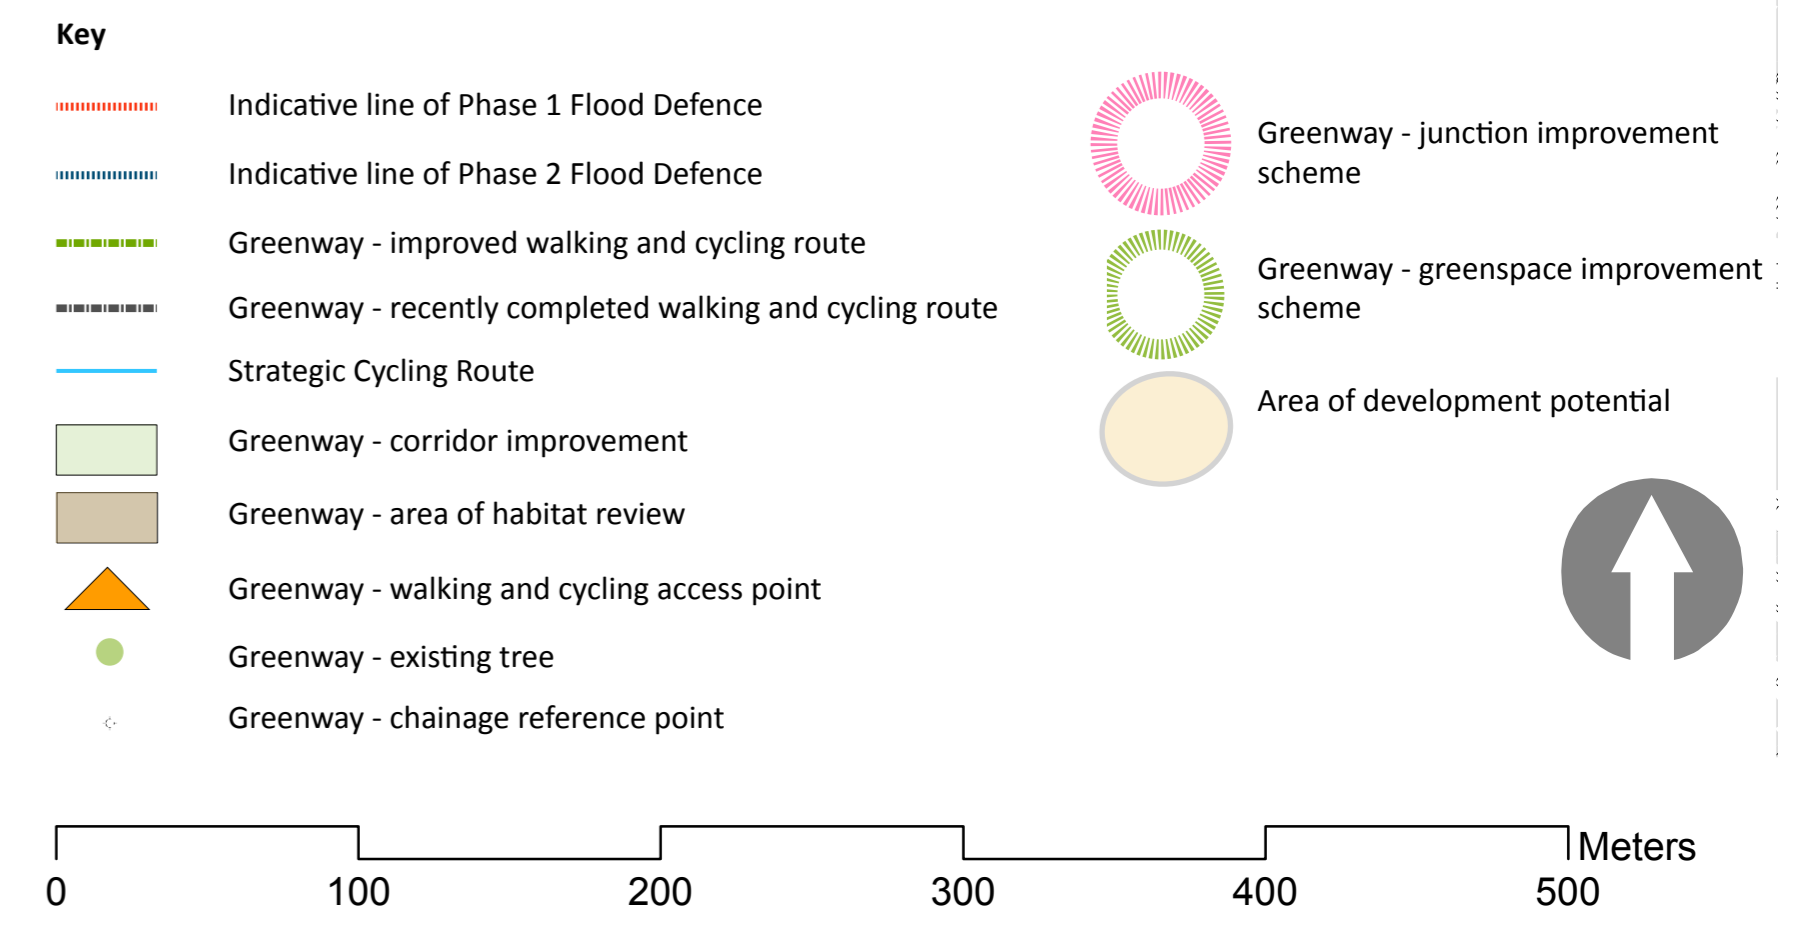 Key
Indicative line of Phase 1 Flood Defence
Indicative line of Phase 2 Flood Defence
Greenway - improved walking and cycling route
Greenway - recently completed walking and cycling route
Strategic Cycling Route
Greenway - corridor improvement
Greenway - area of habitat review
Greenway - walking and cycling access point
Greenway - existing tree
Greenway - chainage reference point
Greenway - junction improvement
scheme
Greenway - greenspace improvement
scheme
Area of development potential
Meters
0 100 200 300 400 500